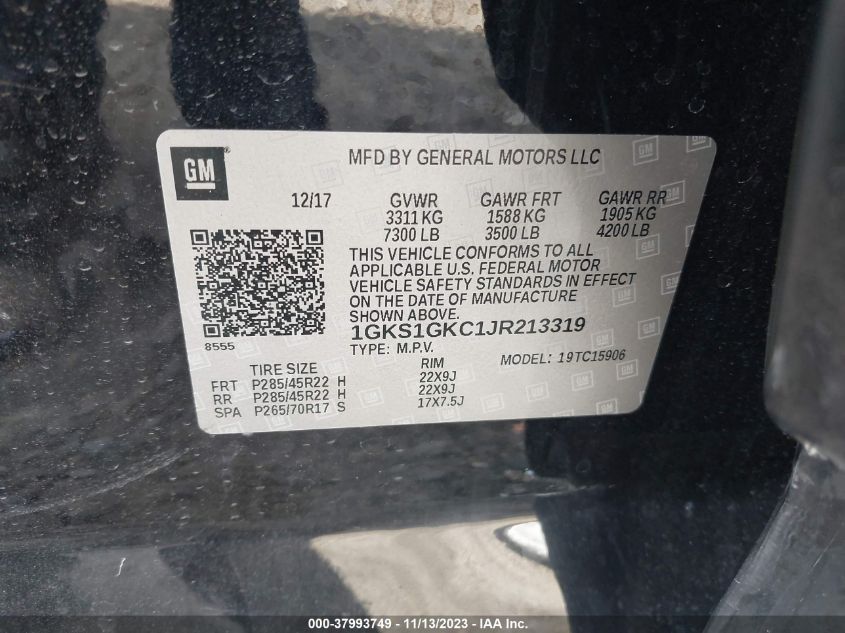 GM
MFD BY GENERAL MOTORS LLC
12/17 GVWR GAWR FRT GAWR RR
3311 KG 1588 KG 1905 KG
7300 LB 3500 LB 4200 LB
THIS VEHICLE CONFORMS TO ALL
APPLICABLE U.S. FEDERAL MOTOR
VEHICLE SAFETY STANDARDS IN EFFECT
ON THE DATE OF MANUFACTURE
SHOWN ABOVE.
1GKS1GKC1JR213319
8555
TYPE: M.P.V. MODEL: 19TC15906
TIRE SIZE RIM
FRT P285/45R22 H 22X9J
RR P285/45R22 H 22X9J
SPA P265/70R17 S 17X7.5J
000-37993749 - 11/13/2023 - IAA Inc.